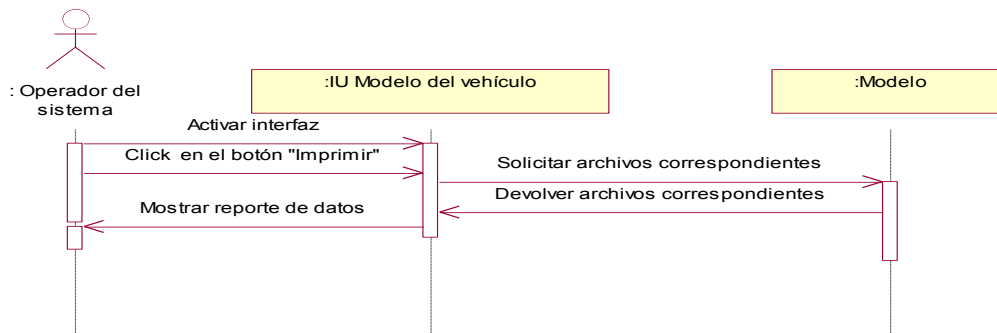 : Operador del
sistema
:IU Modelo del vehículo
:Modelo
Activar interfaz
Click en el botón "Imprimir"
Solicitar archivos correspondientes
Devolver archivos correspondientes
Mostrar reporte de datos